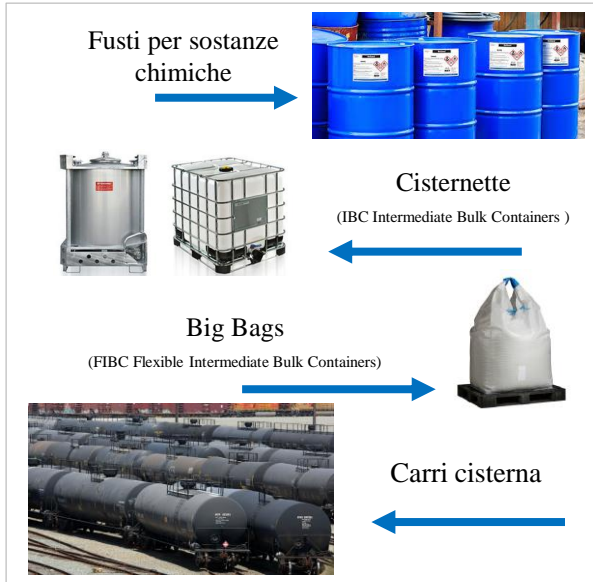 Fusti per sostanze
chimiche
Cisternette
(IBC Intermediate Bulk Containers )
Big Bags
(FIBC Flexible Intermediate Bulk Containers)
Carri cisterna